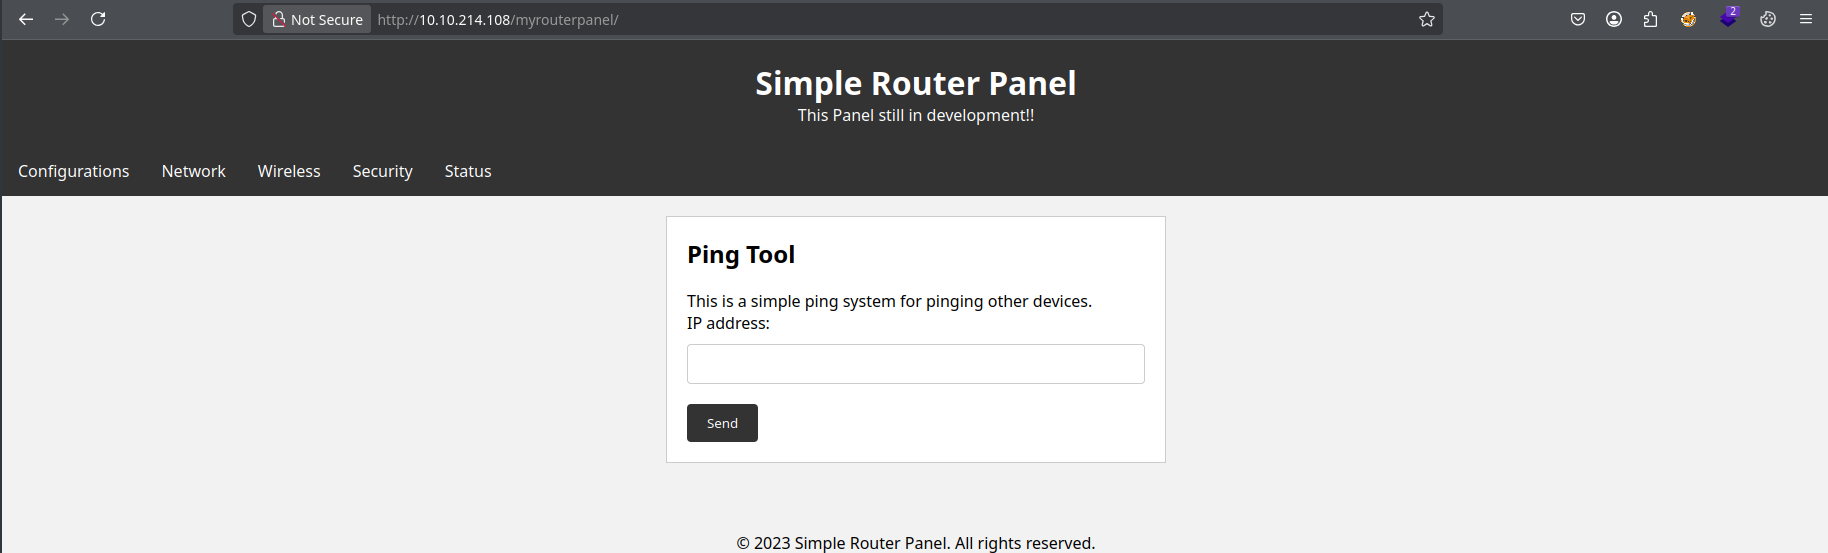 Not Secure http://10.10.214.108/myrouterpanel/
2
Simple Router Panel
This Panel still in development!!
Configurations Network Wireless Security Status
Ping Tool
This is a simple ping system for pinging other devices.
IP address:
Send
© 2023 Simple Router Panel. All rights reserved.